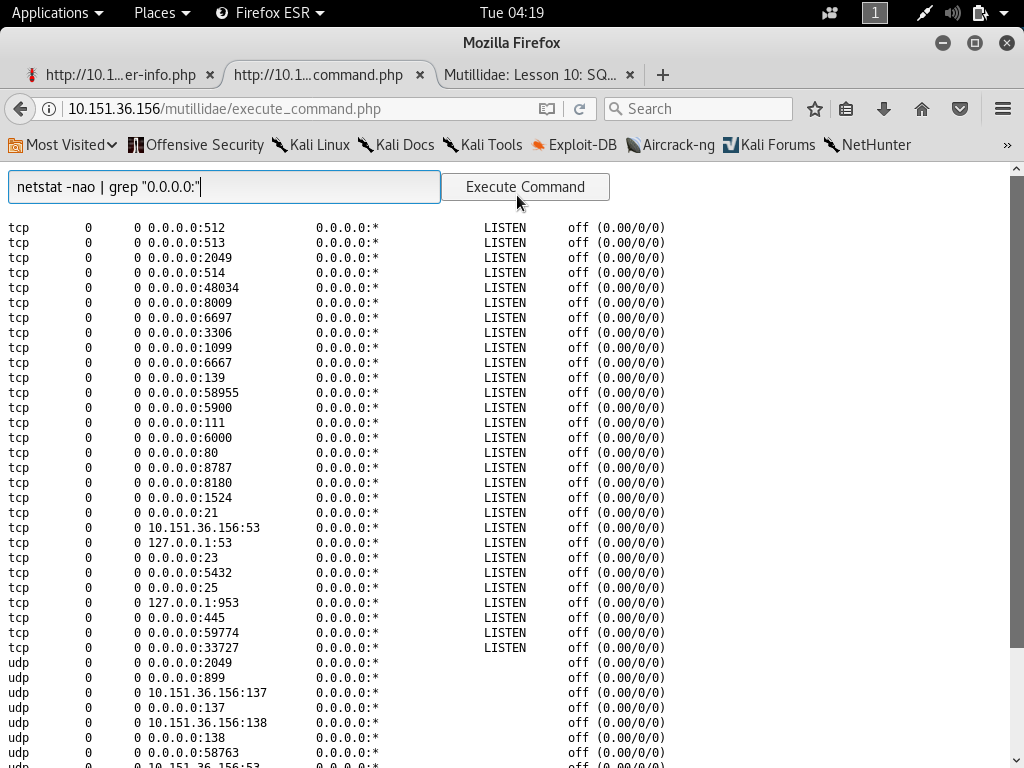 Applications Places Firefox ESR Tue 04:19 1
Mozilla Firefox
http://10.1...er-info.php × http://10.1...command.php × Mutillidae: Lesson 10: SQ... × +
10.151.36.156/mutillidae/execute_command.php Search
Most Visited Offensive Security Kali Linux Kali Docs Kali Tools Exploit-DB Aircrack-ng Kali Forums NetHunter »
netstat -nao | grep "0.0.0.0:" Execute Command
tcp 0 0 0.0.0.0:512 0.0.0.0:* LISTEN off (0.00/0/0)
tcp 0 0 0.0.0.0:513 0.0.0.0:* LISTEN off (0.00/0/0)
tcp 0 0 0.0.0.0:2049 0.0.0.0:* LISTEN off (0.00/0/0)
tcp 0 0 0.0.0.0:514 0.0.0.0:* LISTEN off (0.00/0/0)
tcp 0 0 0.0.0.0:48034 0.0.0.0:* LISTEN off (0.00/0/0)
tcp 0 0 0.0.0.0:8009 0.0.0.0:* LISTEN off (0.00/0/0)
tcp 0 0 0.0.0.0:6697 0.0.0.0:* LISTEN off (0.00/0/0)
tcp 0 0 0.0.0.0:3306 0.0.0.0:* LISTEN off (0.00/0/0)
tcp 0 0 0.0.0.0:1099 0.0.0.0:* LISTEN off (0.00/0/0)
tcp 0 0 0.0.0.0:6667 0.0.0.0:* LISTEN off (0.00/0/0)
tcp 0 0 0.0.0.0:139 0.0.0.0:* LISTEN off (0.00/0/0)
tcp 0 0 0.0.0.0:58955 0.0.0.0:* LISTEN off (0.00/0/0)
tcp 0 0 0.0.0.0:5900 0.0.0.0:* LISTEN off (0.00/0/0)
tcp 0 0 0.0.0.0:111 0.0.0.0:* LISTEN off (0.00/0/0)
tcp 0 0 0.0.0.0:6000 0.0.0.0:* LISTEN off (0.00/0/0)
tcp 0 0 0.0.0.0:80 0.0.0.0:* LISTEN off (0.00/0/0)
tcp 0 0 0.0.0.0:8787 0.0.0.0:* LISTEN off (0.00/0/0)
tcp 0 0 0.0.0.0:8180 0.0.0.0:* LISTEN off (0.00/0/0)
tcp 0 0 0.0.0.0:1524 0.0.0.0:* LISTEN off (0.00/0/0)
tcp 0 0 0.0.0.0:21 0.0.0.0:* LISTEN off (0.00/0/0)
tcp 0 0 10.151.36.156:53 0.0.0.0:* LISTEN off (0.00/0/0)
tcp 0 0 127.0.0.1:53 0.0.0.0:* LISTEN off (0.00/0/0)
tcp 0 0 0.0.0.0:23 0.0.0.0:* LISTEN off (0.00/0/0)
tcp 0 0 0.0.0.0:5432 0.0.0.0:* LISTEN off (0.00/0/0)
tcp 0 0 0.0.0.0:25 0.0.0.0:* LISTEN off (0.00/0/0)
tcp 0 0 127.0.0.1:953 0.0.0.0:* LISTEN off (0.00/0/0)
tcp 0 0 0.0.0.0:445 0.0.0.0:* LISTEN off (0.00/0/0)
tcp 0 0 0.0.0.0:59774 0.0.0.0:* LISTEN off (0.00/0/0)
tcp 0 0 0.0.0.0:33727 0.0.0.0:* LISTEN off (0.00/0/0)
udp 0 0 0.0.0.0:2049 0.0.0.0:* off (0.00/0/0)
udp 0 0 0.0.0.0:899 0.0.0.0:* off (0.00/0/0)
udp 0 0 10.151.36.156:137 0.0.0.0:* off (0.00/0/0)
udp 0 0 0.0.0.0:137 0.0.0.0:* off (0.00/0/0)
udp 0 0 10.151.36.156:138 0.0.0.0:* off (0.00/0/0)
udp 0 0 0.0.0.0:138 0.0.0.0:* off (0.00/0/0)
udp 0 0 0.0.0.0:58763 0.0.0.0:* off (0.00/0/0)
udp 0 0 10.151.36.156:53 0.0.0.0:* off (0.00/0/0)